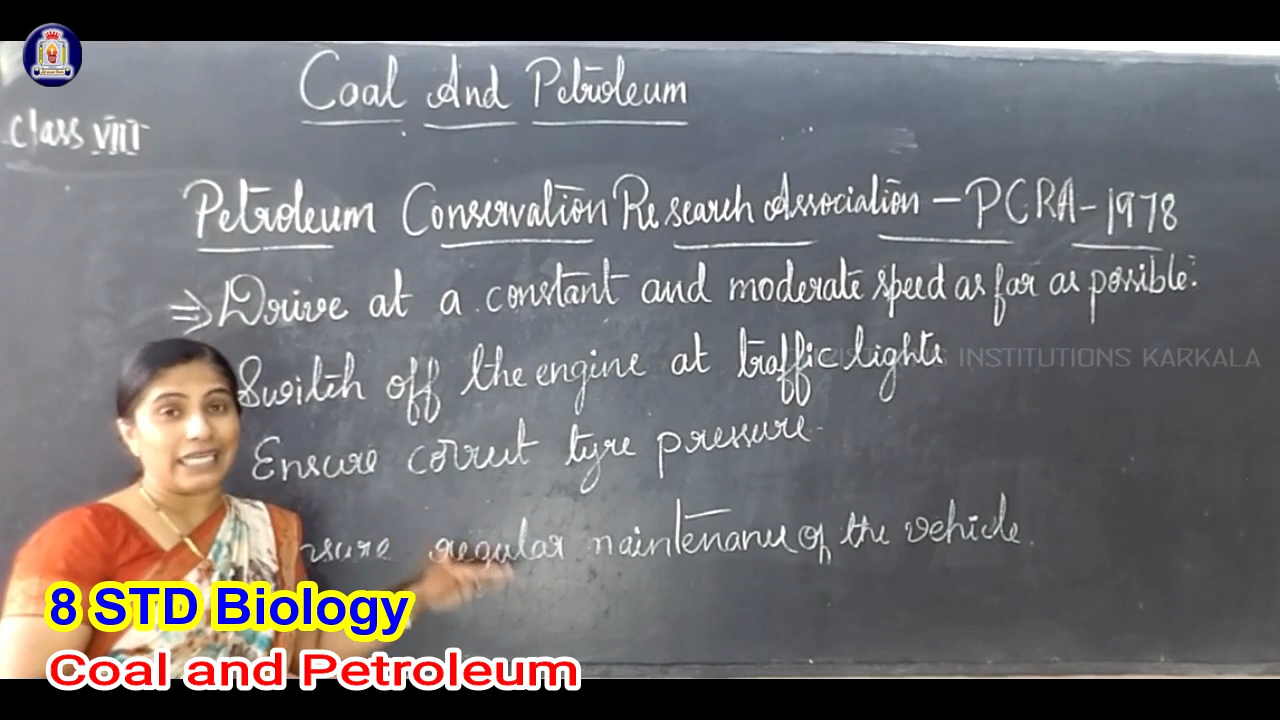 Coal And Petroleum
Class VIII
Petroleum Conservation Research Association - PCRA - 1978
⇒ Drive at a constant and moderate speed as far as possible.
Switch off the engine at traffic lights
INSTITUTIONS KARKALA
Ensure correct tyre pressure.
nsure regular maintenance of the vehicle.
8 STD Biology
Coal and Petroleum